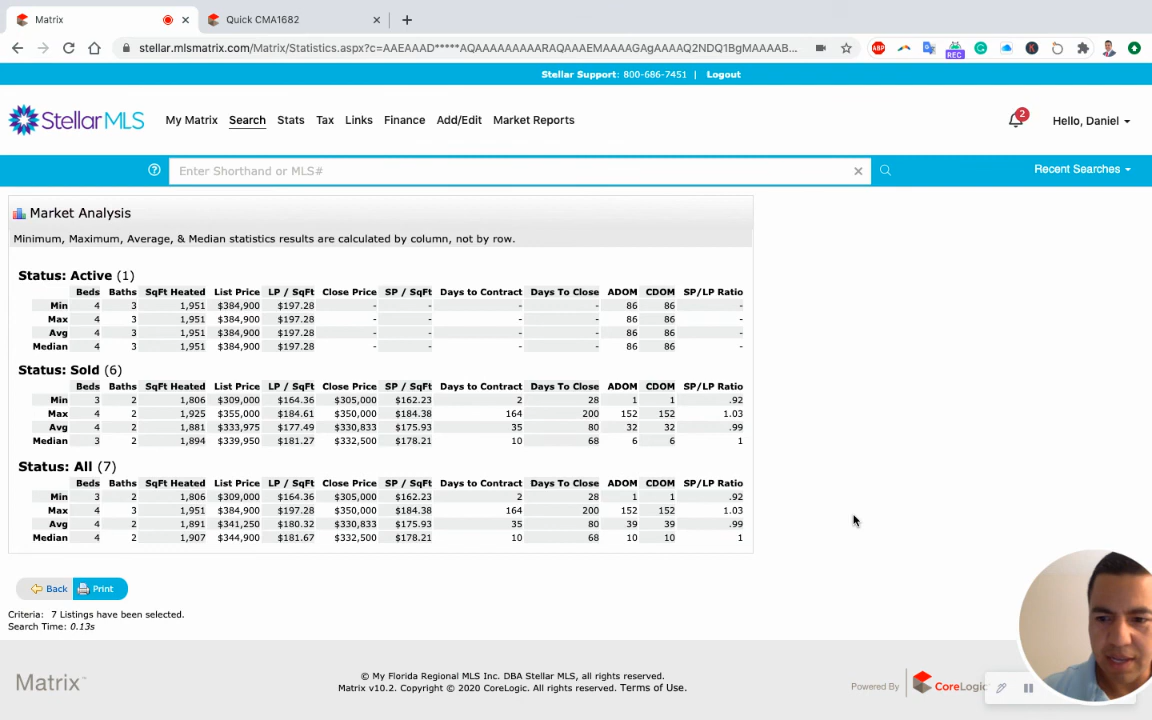 Matrix
Quick CMA1682
stellar.mlsmatrix.com/Matrix/Statistics.aspx?c=AAEAAAD*****AQAAAAAAAAARAQAAAEMAAAAGAgAAAAQ2NDQ1BgMAAAAB...
ABP
REC
Stellar Support: 800-686-7451 | Logout
StellarMLS
My Matrix Search Stats Tax Links Finance Add/Edit Market Reports
2
Hello, Daniel
Enter Shorthand or MLS#
Recent Searches
Market Analysis
Minimum, Maximum, Average, & Median statistics results are calculated by column, not by row.
Status: Active (1)
Beds Baths SqFt Heated List Price LP / SqFt Close Price SP / SqFt Days to Contract Days To Close ADOM CDOM SP/LP Ratio
Min 4 3 1,951 $384,900 $197.28 - - - - 86 86 -
Max 4 3 1,951 $384,900 $197.28 - - - - 86 86 -
Avg 4 3 1,951 $384,900 $197.28 - - - - 86 86 -
Median 4 3 1,951 $384,900 $197.28 - - - - 86 86 -
Status: Sold (6)
Beds Baths SqFt Heated List Price LP / SqFt Close Price SP / SqFt Days to Contract Days To Close ADOM CDOM SP/LP Ratio
Min 3 2 1,806 $309,000 $164.36 $305,000 $162.23 2 28 1 1 .92
Max 4 2 1,925 $355,000 $184.61 $350,000 $184.38 164 200 152 152 1.03
Avg 4 2 1,881 $333,975 $177.49 $330,833 $175.93 35 80 32 32 .99
Median 3 2 1,894 $339,950 $181.27 $332,500 $178.21 10 68 6 6 1
Status: All (7)
Beds Baths SqFt Heated List Price LP / SqFt Close Price SP / SqFt Days to Contract Days To Close ADOM CDOM SP/LP Ratio
Min 3 2 1,806 $309,000 $164.36 $305,000 $162.23 2 28 1 1 .92
Max 4 3 1,951 $384,900 $197.28 $350,000 $184.38 164 200 152 152 1.03
Avg 4 2 1,891 $341,250 $180.32 $330,833 $175.93 35 80 39 39 .99
Median 4 2 1,907 $344,900 $181.67 $332,500 $178.21 10 68 10 10 1
Back Print
Criteria: 7 Listings have been selected.
Search Time: 0.13s
Matrix
© My Florida Regional MLS Inc. DBA Stellar MLS, all rights reserved.
Matrix v10.2. Copyright © 2020 CoreLogic. All rights reserved. Terms of Use.
Powered By CoreLogic